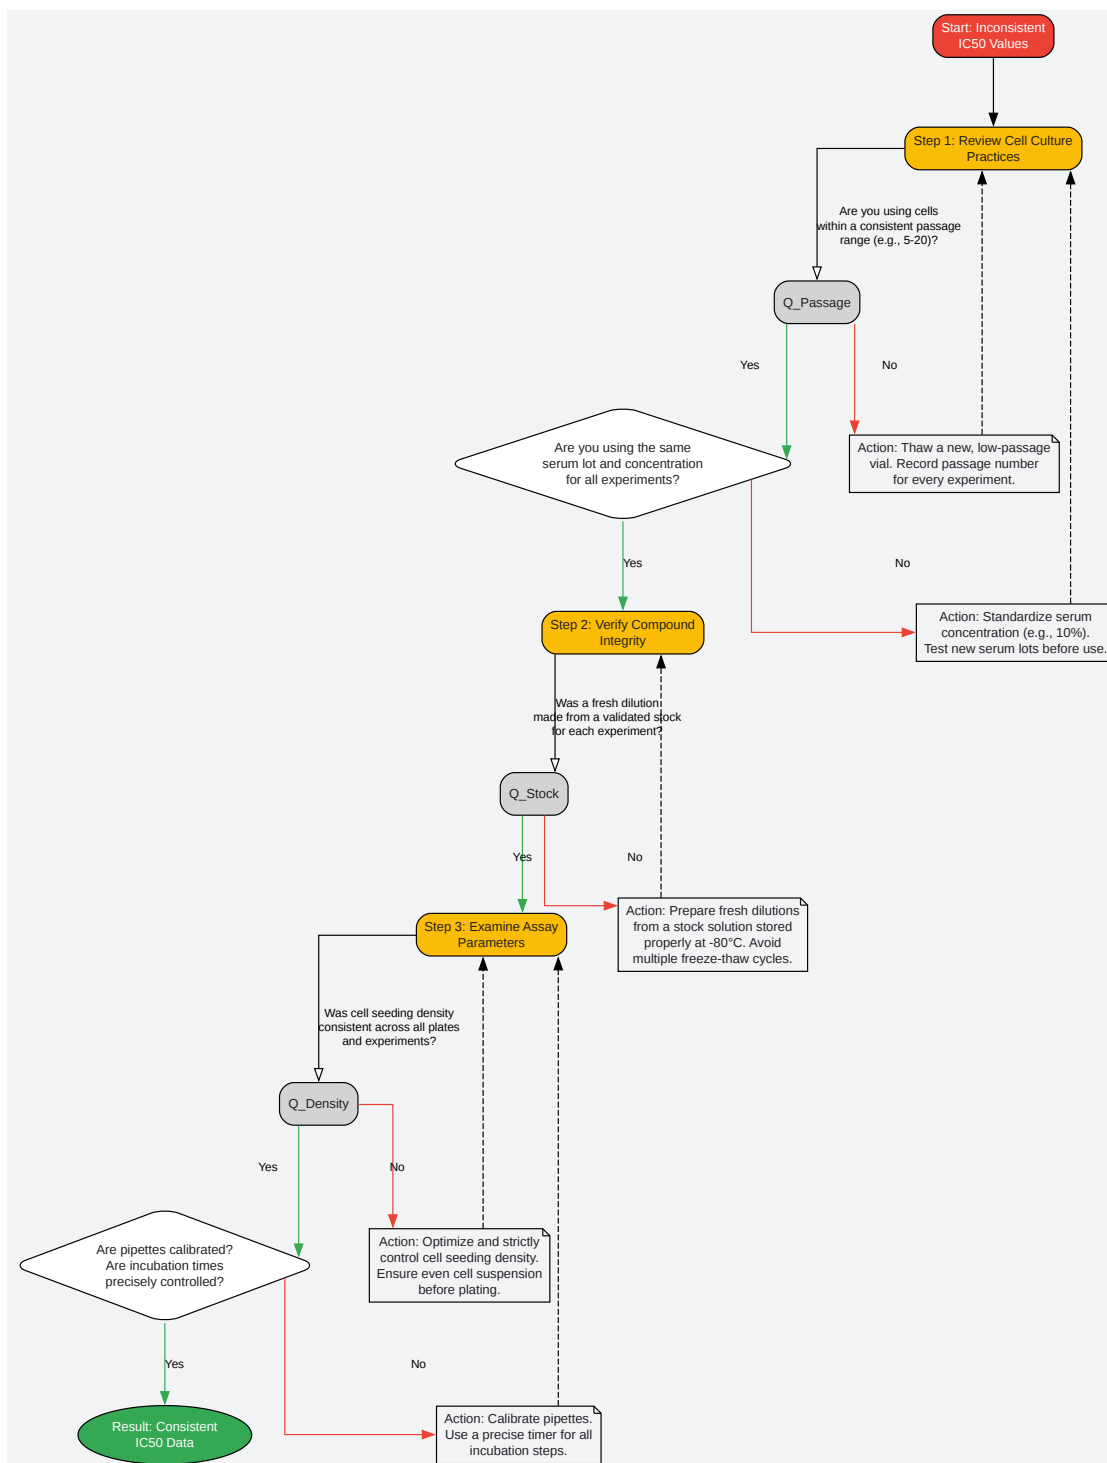 Start: Inconsistent
IC50 Values
Step 1: Review Cell Culture
Practices
Are you using cells
within a consistent passage
range (e.g., 5-20)?
Q_Passage
Yes
No
Are you using the same
serum lot and concentration
for all experiments?
Action: Thaw a new, low-passage
vial. Record passage number
for every experiment.
Yes
No
Step 2: Verify Compound
Integrity
Action: Standardize serum
concentration (e.g., 10%).
Test new serum lots before use.
Was a fresh dilution
made from a validated stock
for each experiment?
Q_Stock
Yes
No
Step 3: Examine Assay
Parameters
Action: Prepare fresh dilutions
from a stock solution stored
properly at -80°C. Avoid
multiple freeze-thaw cycles.
Was cell seeding density
consistent across all plates
and experiments?
Q_Density
Yes
No
Are pipettes calibrated?
Are incubation times
precisely controlled?
Action: Optimize and strictly
control cell seeding density.
Ensure even cell suspension
before plating.
Yes
No
Result: Consistent
IC50 Data
Action: Calibrate pipettes.
Use a precise timer for all
incubation steps.